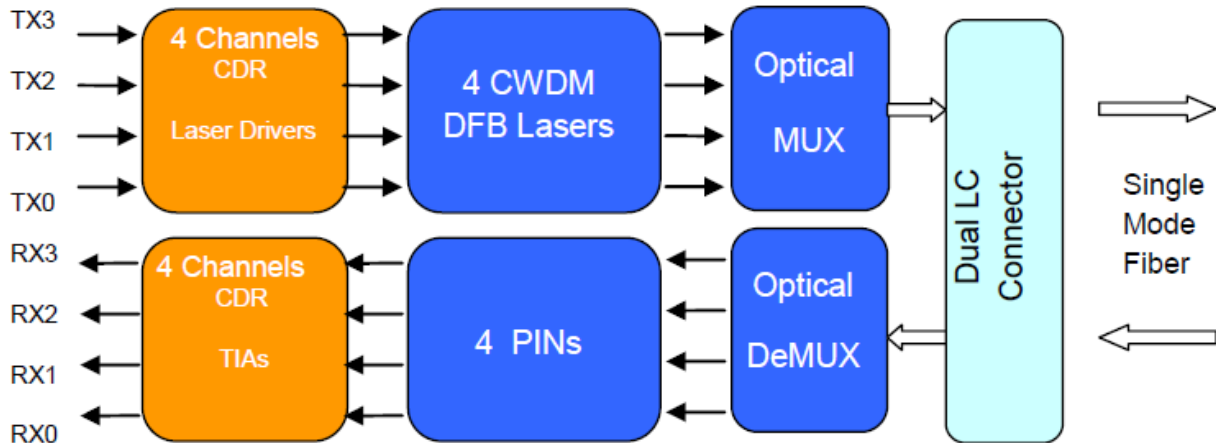 TX3
TX2
TX1
TX0
4 Channels
CDR
Laser Drivers
4 CWDM
DFB Lasers
Optical
MUX
RX3
RX2
RX1
RX0
4 Channels
CDR
TIAs
4 PINs
Optical
DeMUX
Dual LC
Connector
Single
Mode
Fiber